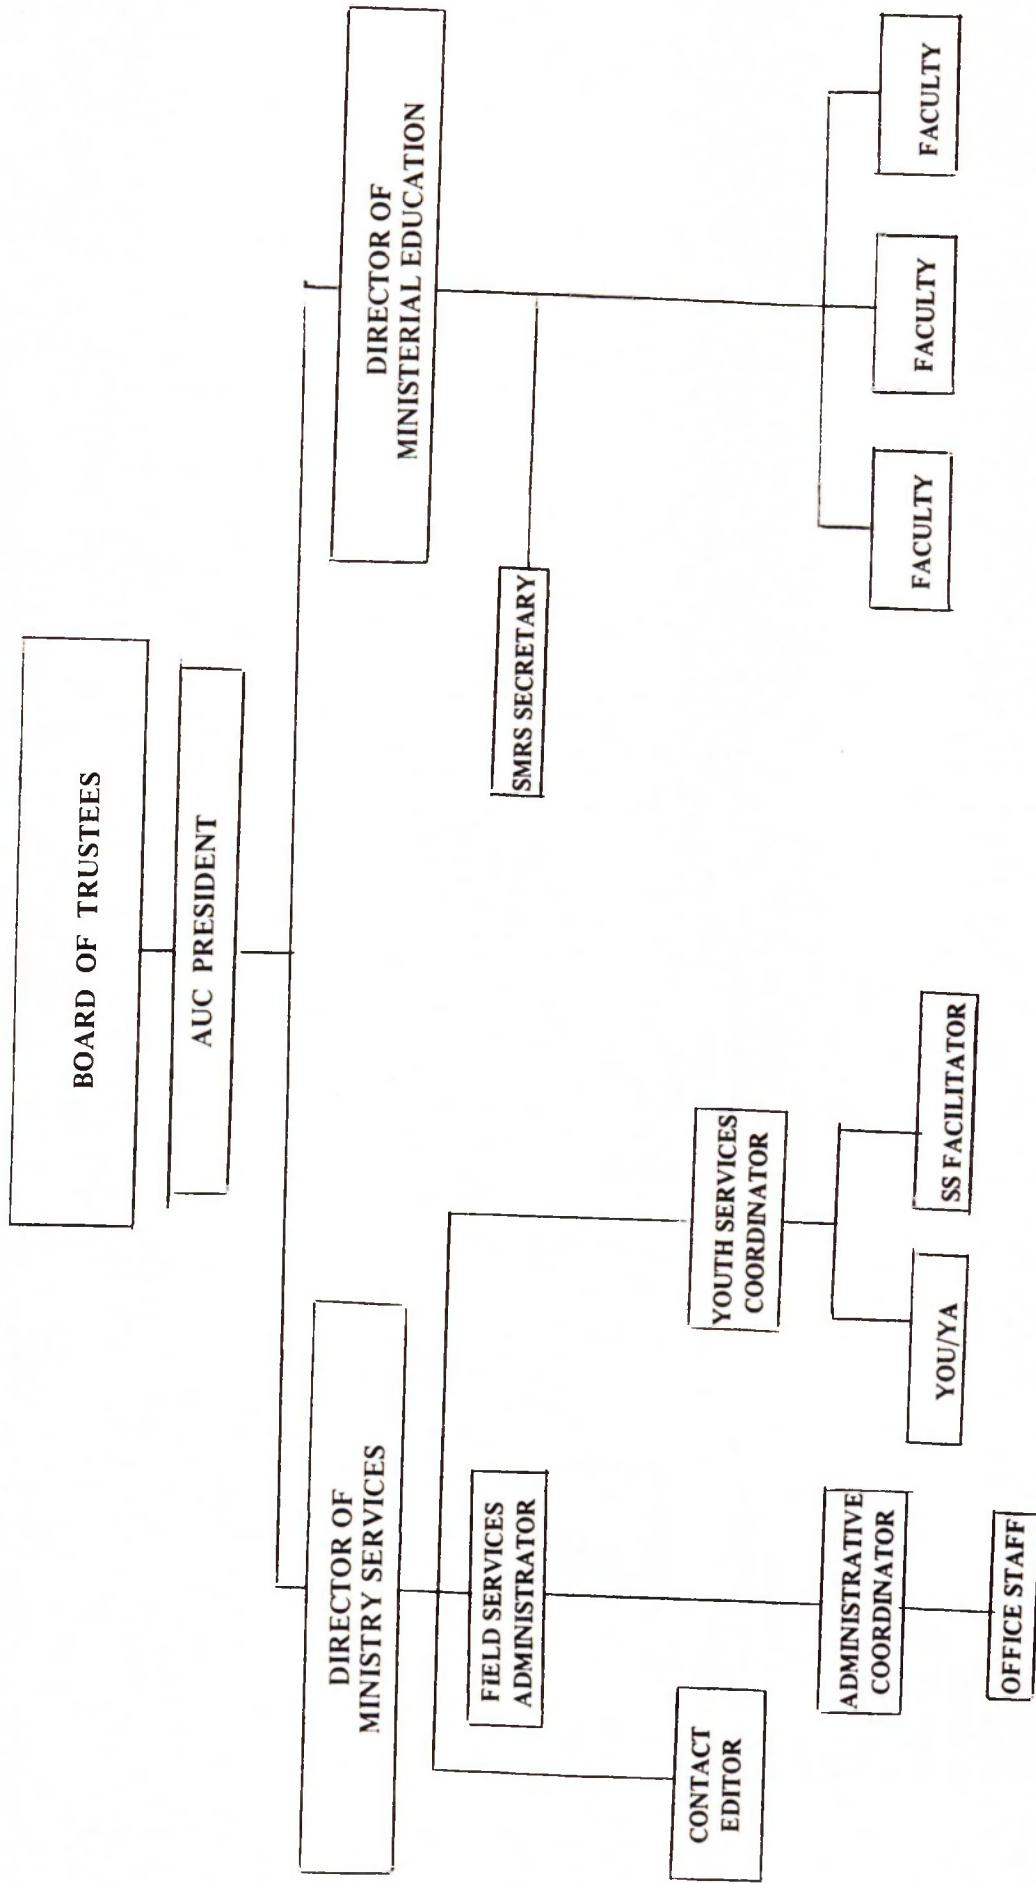 BOARD OF TRUSTEES
AUC PRESIDENT
DIRECTOR OF
MINISTRY SERVICES
DIRECTOR OF
MINISTERIAL EDUCATION
FIELD SERVICES
ADMINISTRATOR
SMRS SECRETARY
CONTACT
EDITOR
YOUTH SERVICES
COORDINATOR
ADMINISTRATIVE
COORDINATOR
YOU/YA
SS FACILITATOR
FACULTY
FACULTY
FACULTY
OFFICE STAFF